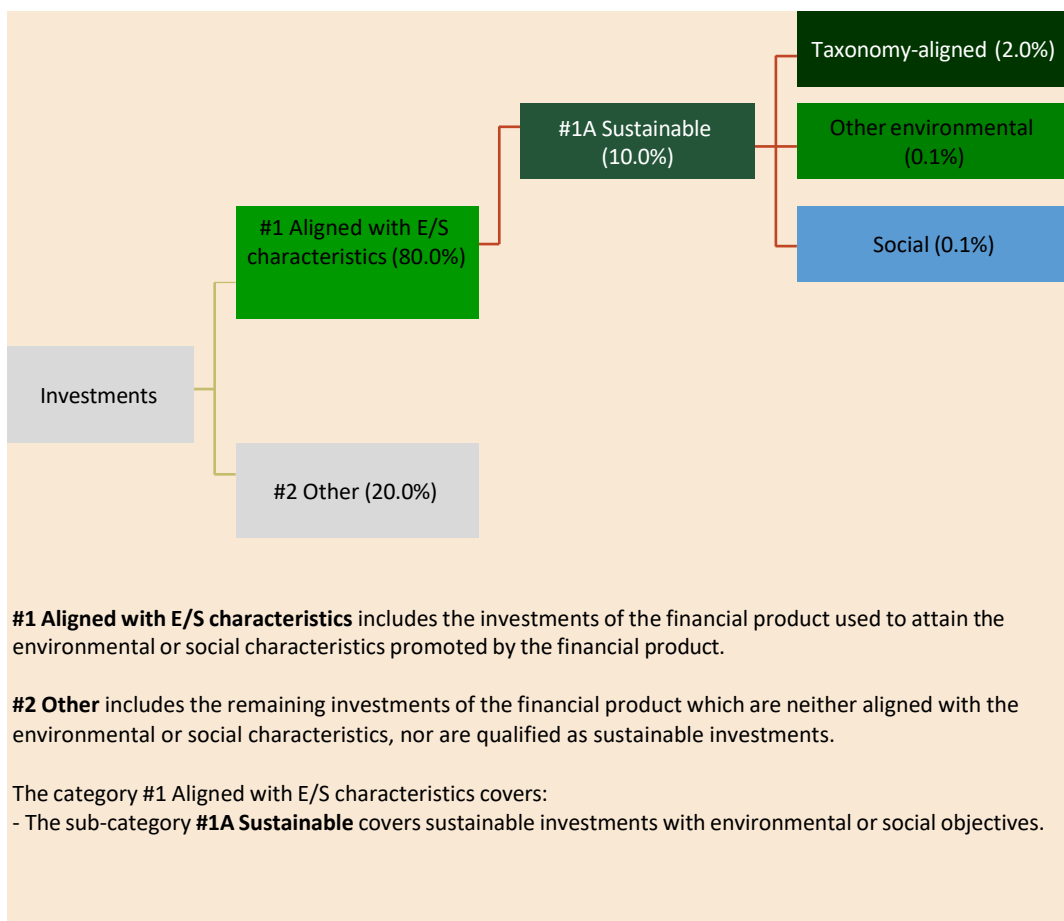 Taxonomy-aligned (2.0%)
#1A Sustainable
(10.0%)
Other environmental
(0.1%)
#1 Aligned with E/S
characteristics (80.0%)
Social (0.1%)
Investments
#2 Other (20.0%)
#1 Aligned with E/S characteristics includes the investments of the financial product used to attain the
environmental or social characteristics promoted by the financial product.
#2 Other includes the remaining investments of the financial product which are neither aligned with the
environmental or social characteristics, nor are qualified as sustainable investments.
The category #1 Aligned with E/S characteristics covers:
- The sub-category #1A Sustainable covers sustainable investments with environmental or social objectives.